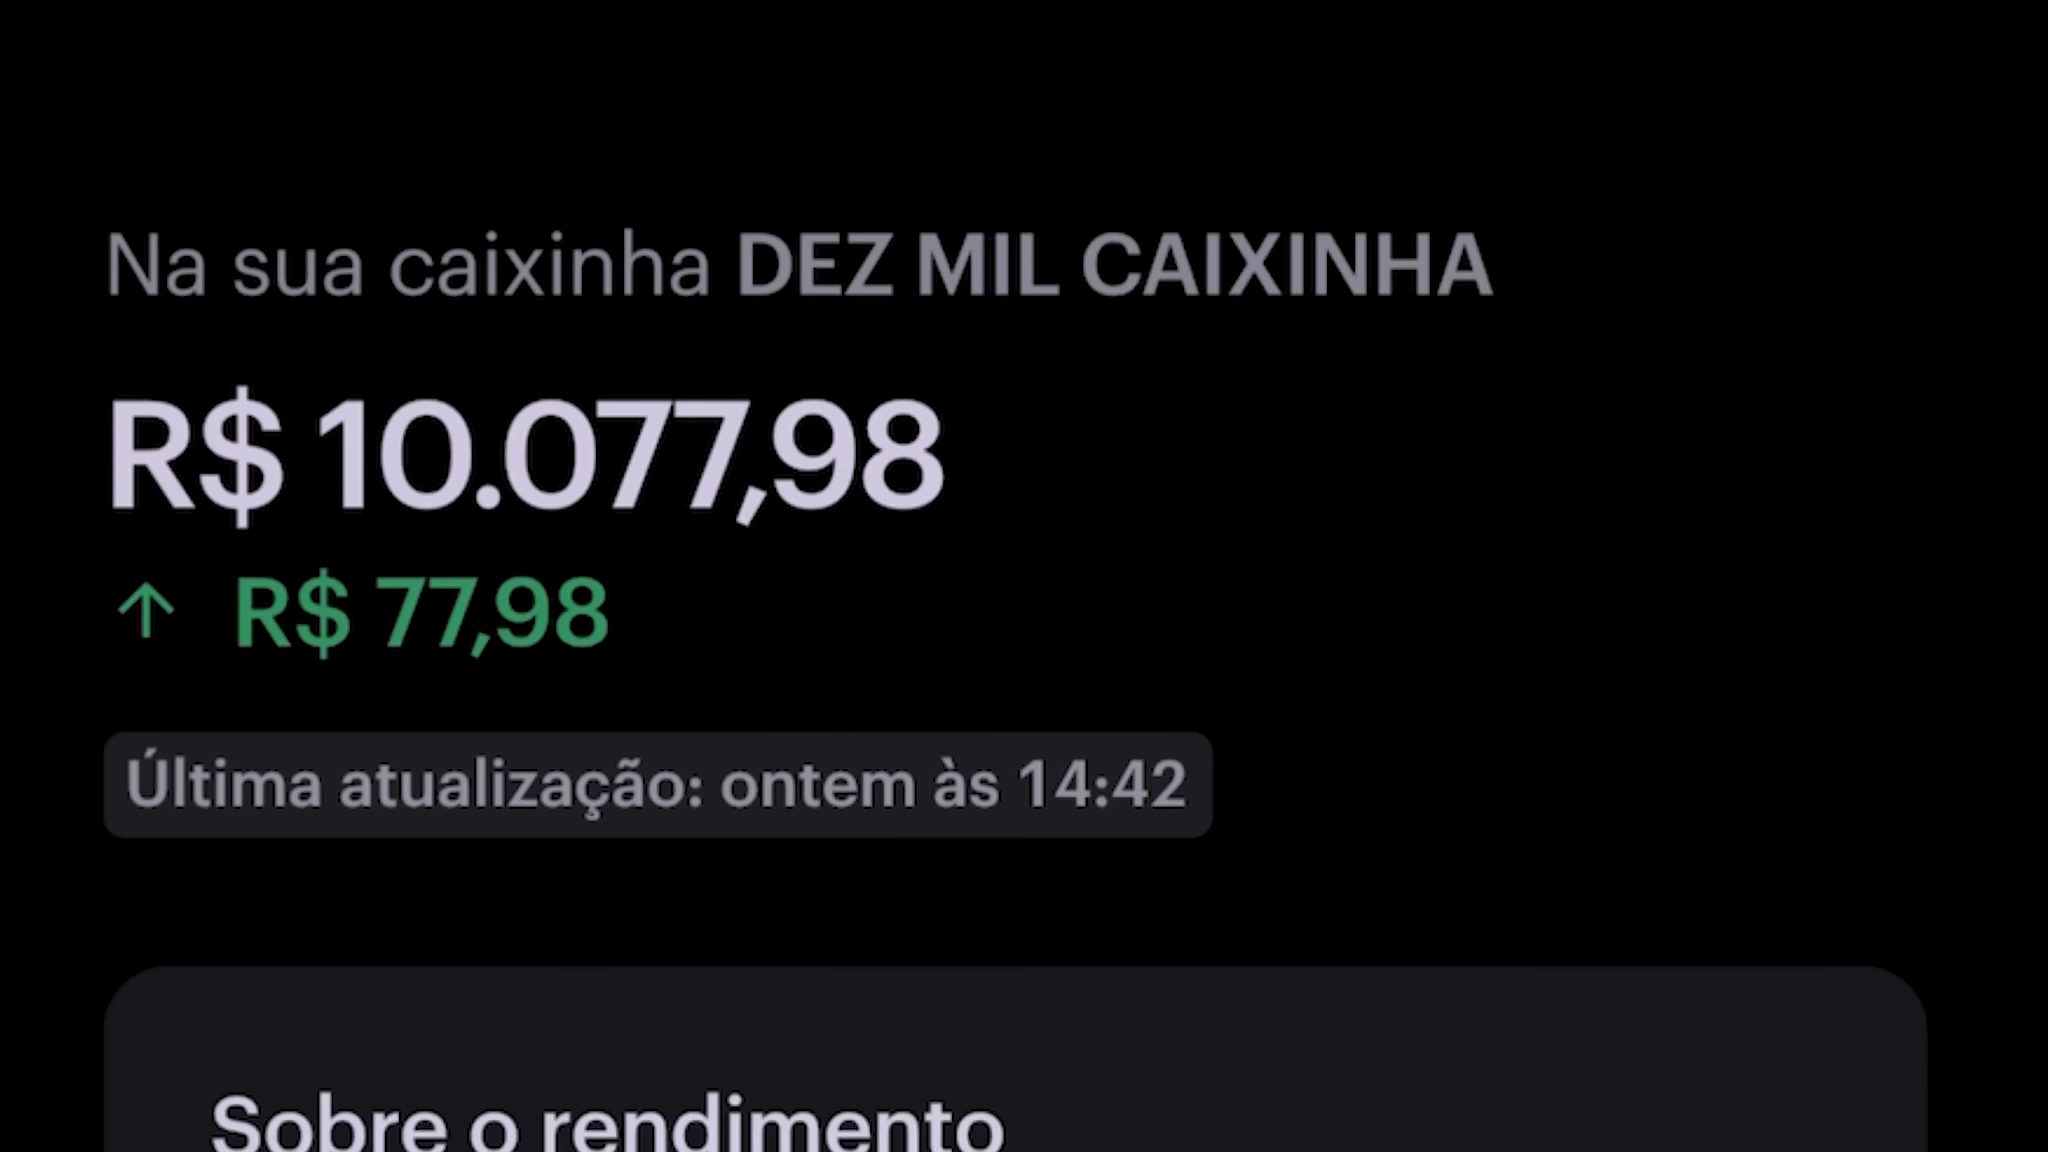 Na sua caixinha DEZ MIL CAIXINHA
R$ 10.077,98
↑ R$ 77,98
Última atualização: ontem às 14:42
Sobre o rendimento